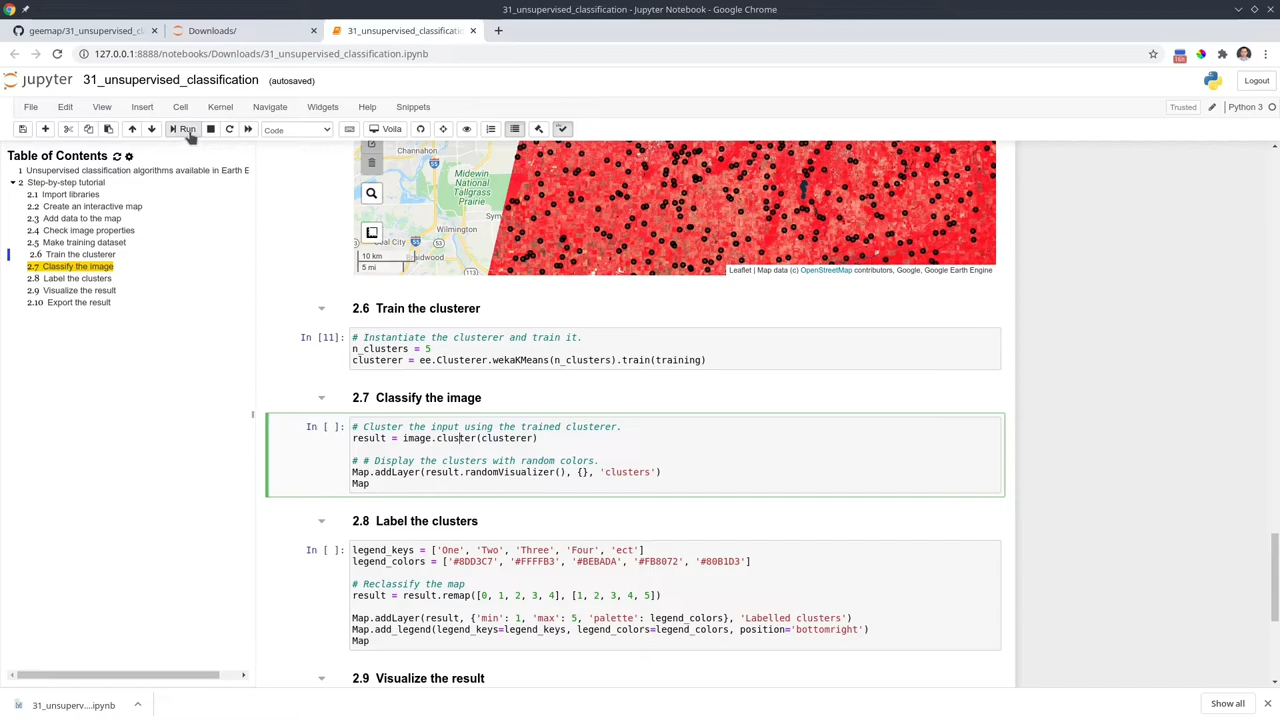 31_unsupervised_classification - Jupyter Notebook - Google Chrome
geemap/31_unsupervised_cl
Downloads/
31_unsupervised_classificatio
127.0.0.1:8888/notebooks/Downloads/31_unsupervised_classification.ipynb
jupyter 31_unsupervised_classification (autosaved)
Logout
File Edit View Insert Cell Kernel Navigate Widgets Help Snippets
Trusted Python 3
Run Code Voila
Table of Contents
1 Unsupervised classification algorithms available in Earth E
2 Step-by-step tutorial
2.1 Import libraries
2.2 Create an interactive map
2.3 Add data to the map
2.4 Check image properties
2.5 Make training dataset
2.6 Train the clusterer
2.7 Classify the image
2.8 Label the clusters
2.9 Visualize the result
2.10 Export the result
Channahon
55
Midewin
National
Tallgrass
Prairie
Sym
Wilmington
oal City
53
55
Braidwood
113
10 km
5 mi
Leaflet | Map data (c) OpenStreetMap contributors, Google, Google Earth Engine
2.6 Train the clusterer
In [11]: # Instantiate the clusterer and train it.
n_clusters = 5
clusterer = ee.Clusterer.wekaKMeans(n_clusters).train(training)
2.7 Classify the image
In [ ]: # Cluster the input using the trained clusterer.
result = image.cluster(clusterer)
# # Display the clusters with random colors.
Map.addLayer(result.randomVisualizer(), {}, 'clusters')
Map
2.8 Label the clusters
In [ ]: legend_keys = ['One', 'Two', 'Three', 'Four', 'ect']
legend_colors = ['#8DD3C7', '#FFFFB3', '#BEBADA', '#FB8072', '#80B1D3']
# Reclassify the map
result = result.remap([0, 1, 2, 3, 4], [1, 2, 3, 4, 5])
Map.addLayer(result, {'min': 1, 'max': 5, 'palette': legend_colors}, 'Labelled clusters')
Map.add_legend(legend_keys=legend_keys, legend_colors=legend_colors, position='bottomright')
Map
2.9 Visualize the result
31_unsuperv....ipynb
Show all